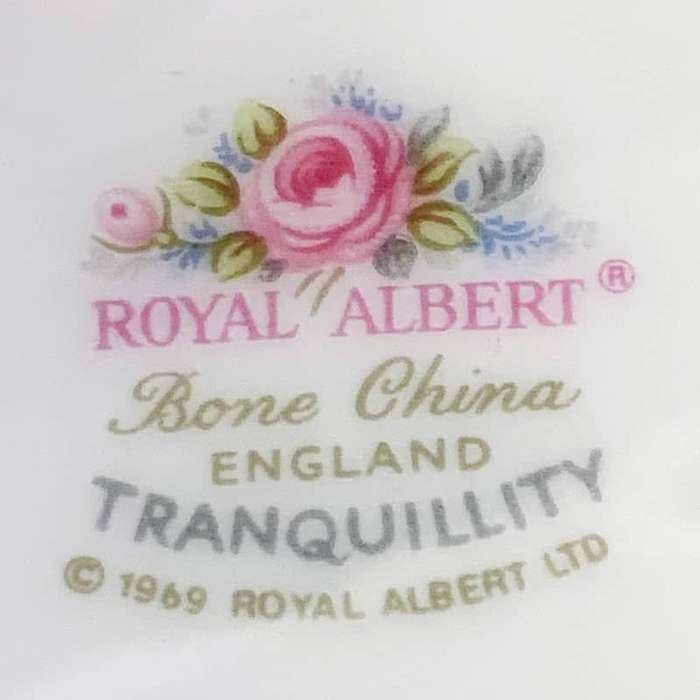 ROYAL ALBERT ®
Bone China
ENGLAND
TRANQUILLITY
© 1969 ROYAL ALBERT LTD